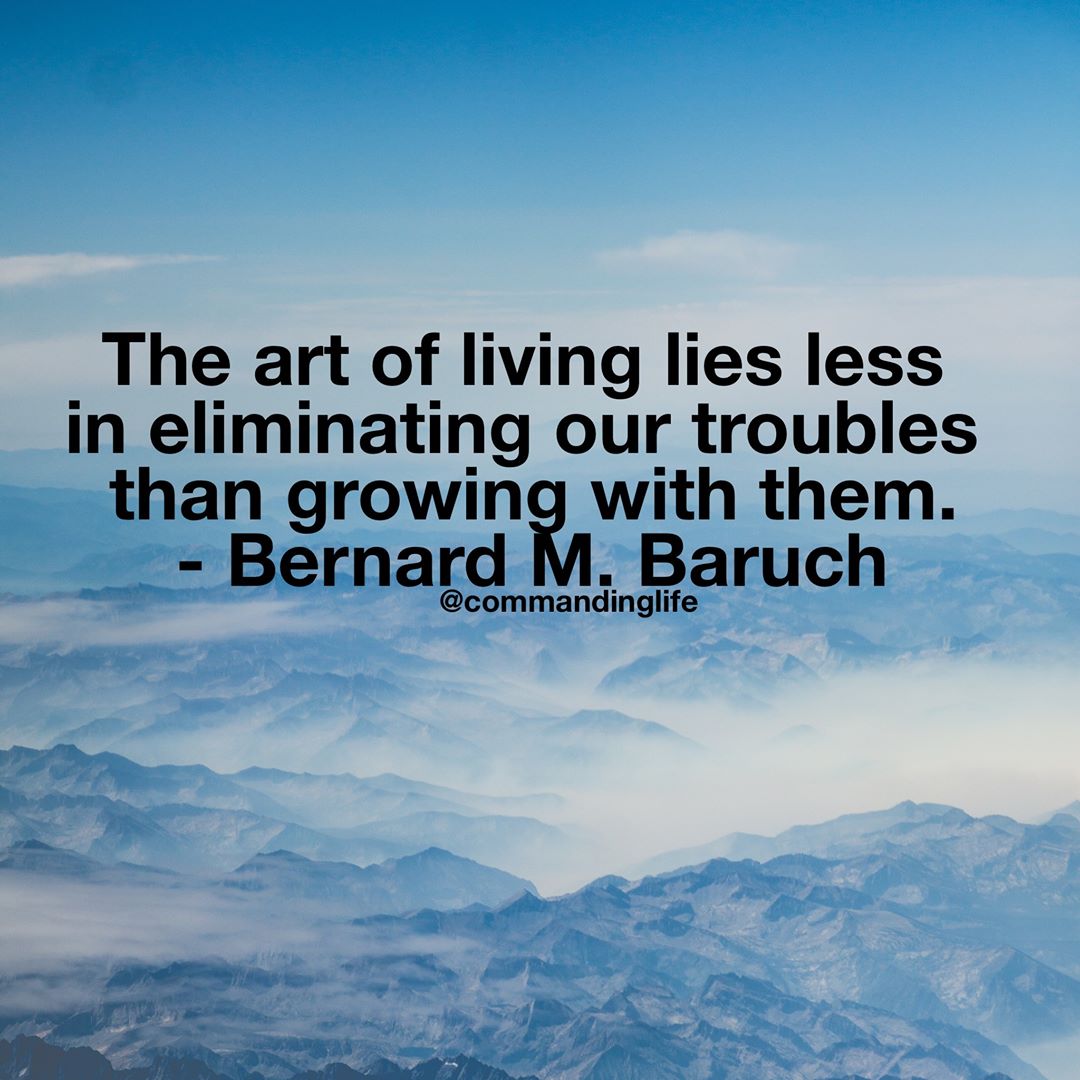 The art of living lies less
in eliminating our troubles
than growing with them.
- Bernard M. Baruch
@commandinglife